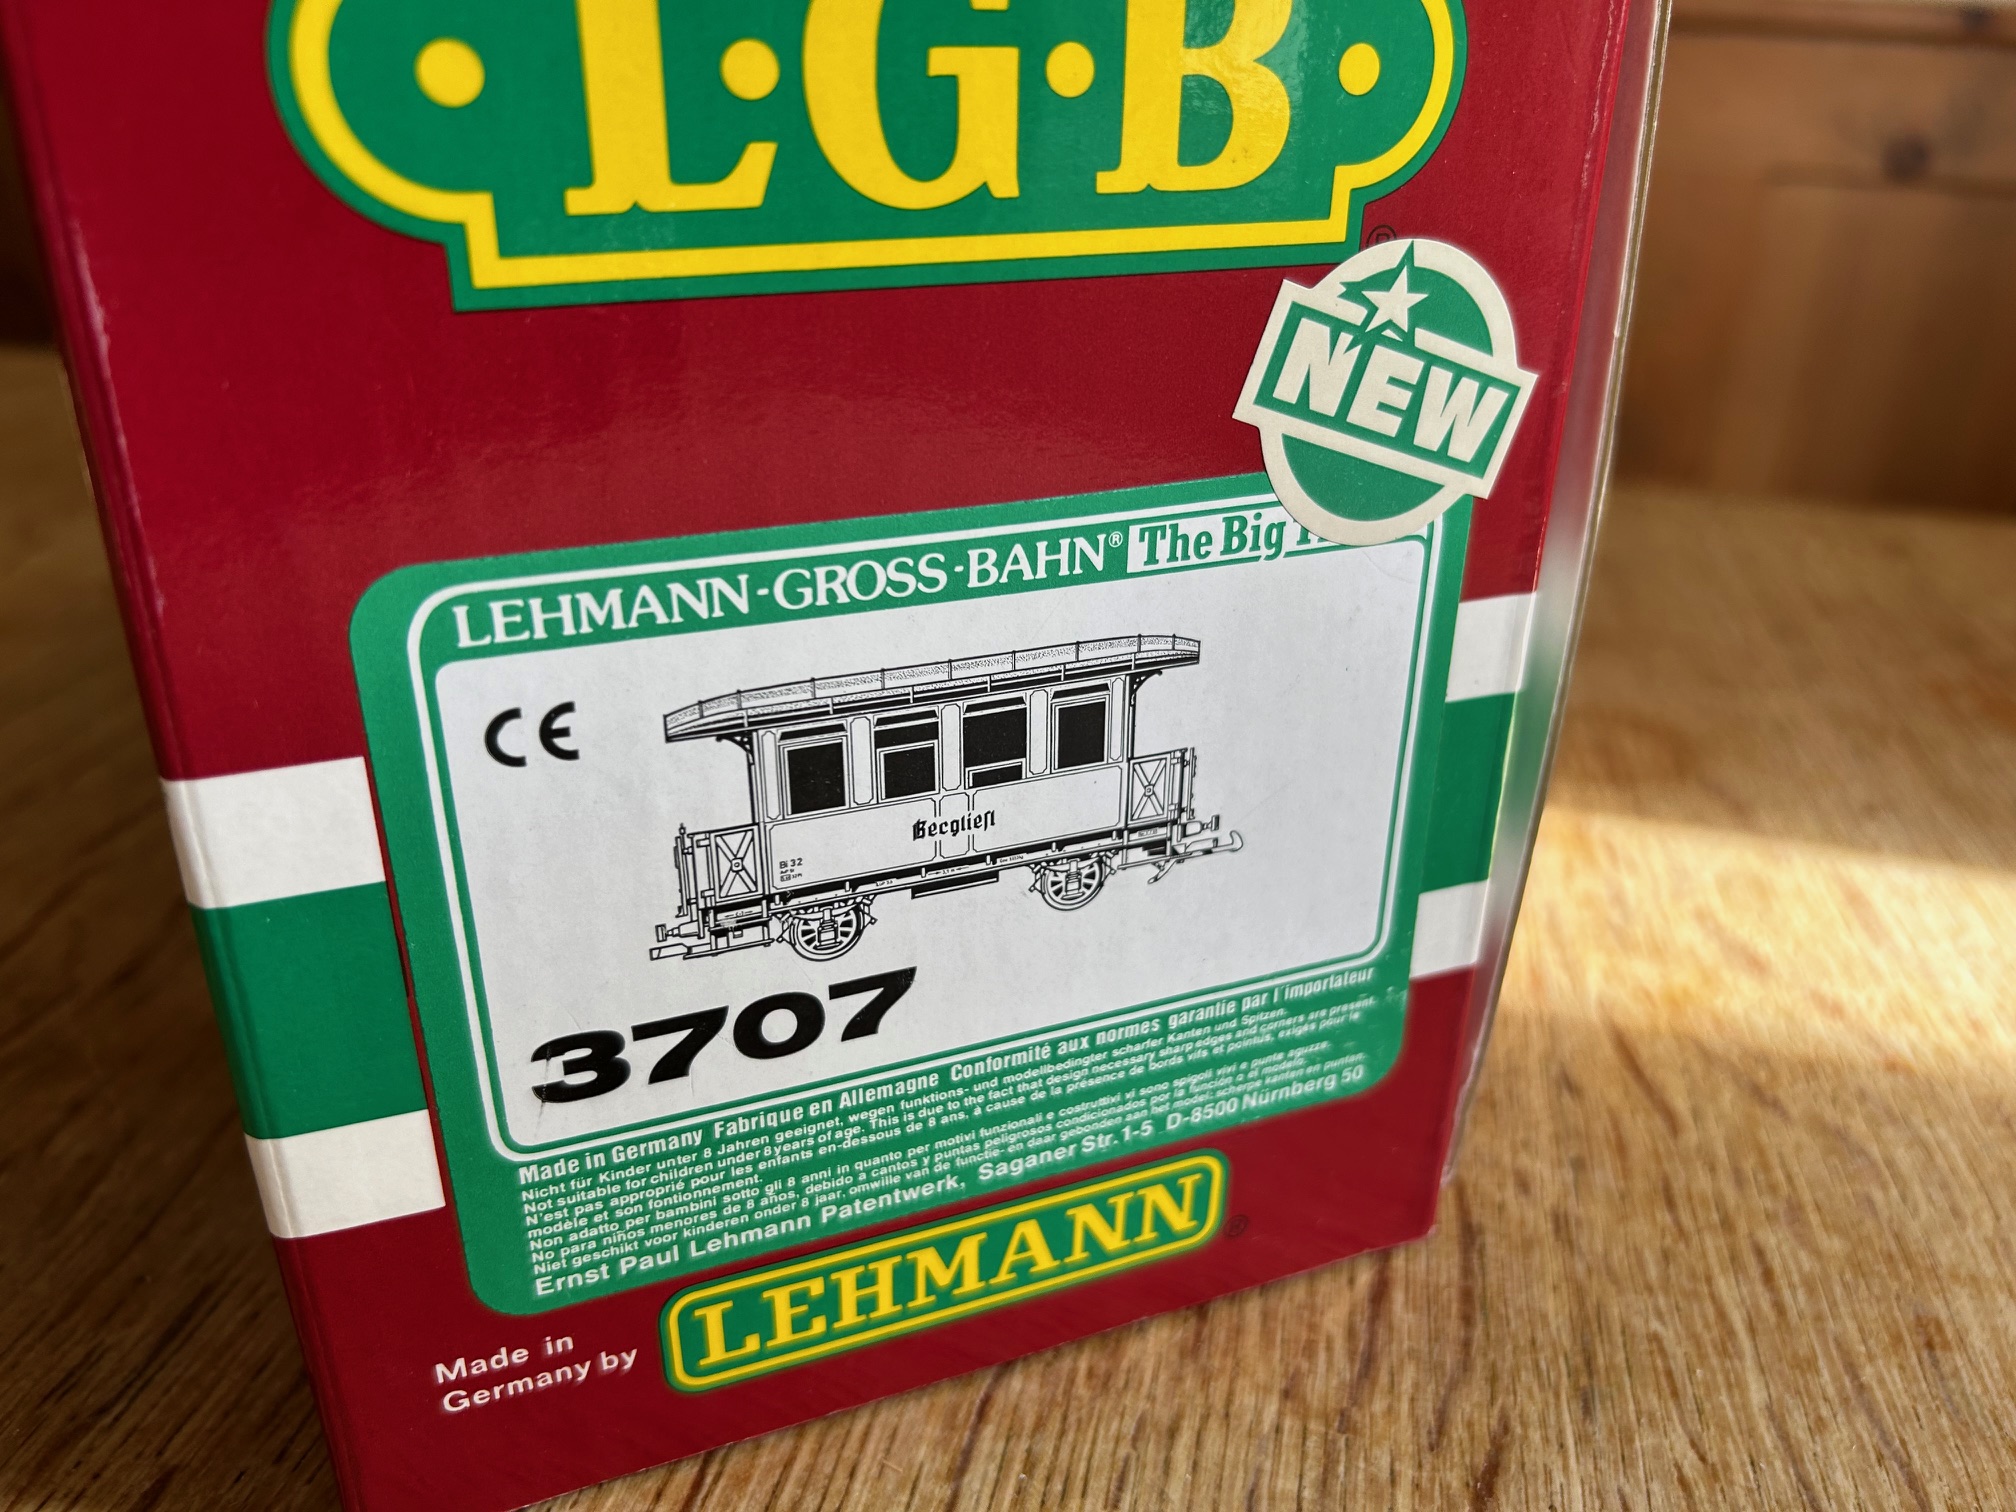 L·G·B
®
NEW
LEHMANN-GROSS-BAHN® The Big
CE
Becgliefl
Bi 32
3707
Made in Germany Fabrique en Allemagne Conformité aux normes garantie par l'importateur
Nicht für Kinder unter 8 Jahren geeignet, wegen funktions- und modellbedingter scharfer Kanten und Spitzen.
Not suitable for children under 8 years of age. This is due to the fact that design necessary sharp edges and corners are present.
N'est pas approprié pour les enfants en-dessous de 8 ans, à cause de la présence de bords vifs et pointus, exigés pour le
modèle et son fontionnement.
Non adatto per bambini sotto gli 8 anni in quanto per motivi funzionali e costruttivi vi sono spigoli vivi e punte aguzze.
No para niños menores de 8 años, debido a cantos y puntas peligrosos condicionados por la función o el modelo.
Niet geschikt voor kinderen onder 8 jaar, omwille van de functie- en daar gebonden aan het model: scherpe kanten en punten.
Ernst Paul Lehmann Patentwerk, Saganer Str. 1-5 D-8500 Nürnberg 50
Made in
Germany by
LEHMANN
®